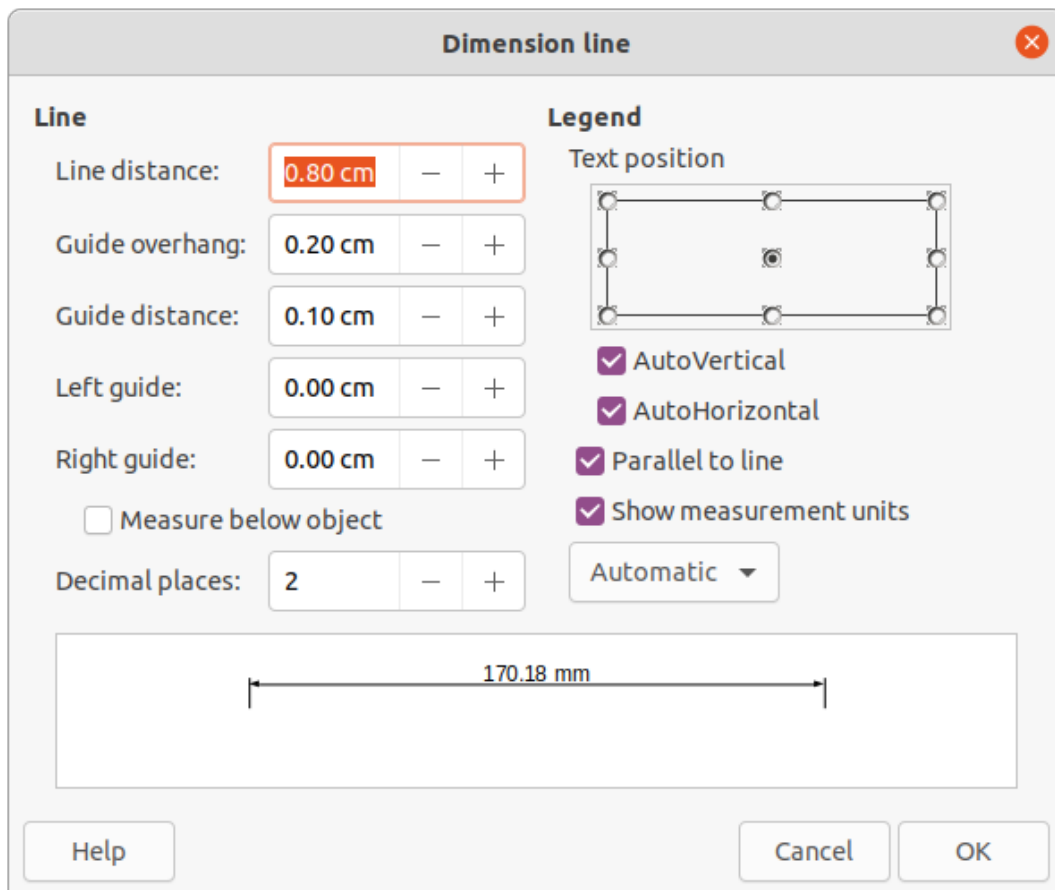 Dimension line
Line
Line distance: 0.80 cm
Guide overhang: 0.20 cm
Guide distance: 0.10 cm
Left guide: 0.00 cm
Right guide: 0.00 cm
Measure below object
Decimal places: 2
Legend
Text position
AutoVertical
AutoHorizontal
Parallel to line
Show measurement units
Automatic
170.18 mm
Help
Cancel
OK